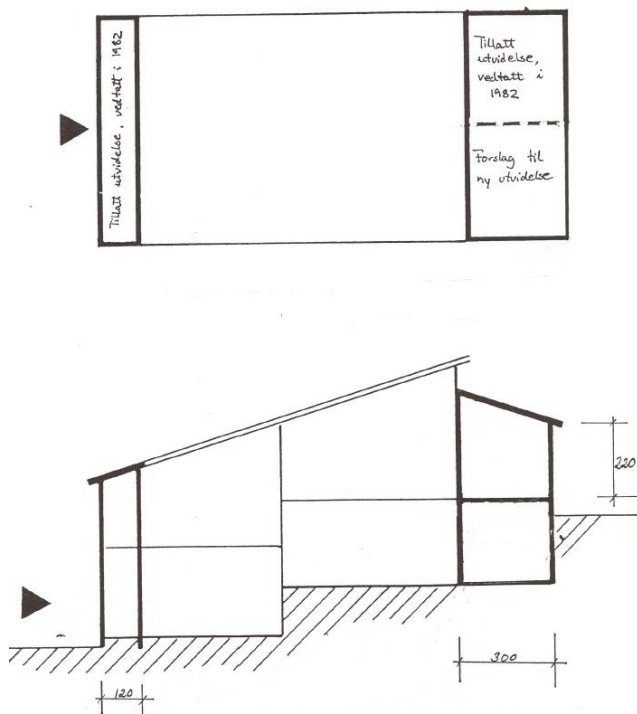 Tillatt utvidelse, vedtatt i 1982
Tillatt
utvidelse,
vedtatt i
1982
Forslag til
ny utvidelse
220
300
120